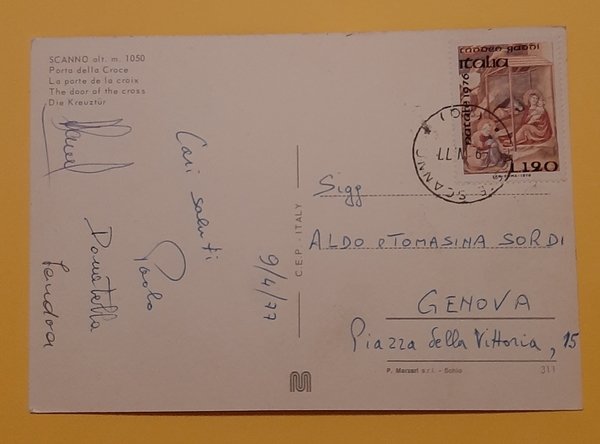 SCANNO alt. m. 1050
Porta della Croce
La porte de la croix
The door of the cross
Die Kreuztür
Cari saluti
Paolo
Donatella
9/4/77
C.E.P. - ITALY
taddeo gaddi
italia
natale 1976
L.120
SCANNO
Sigg
ALDO e TOMASINA SORDI
GENOVA
Piazza della Vittoria, 15
P. Marzari s.r.l. - Schio
311